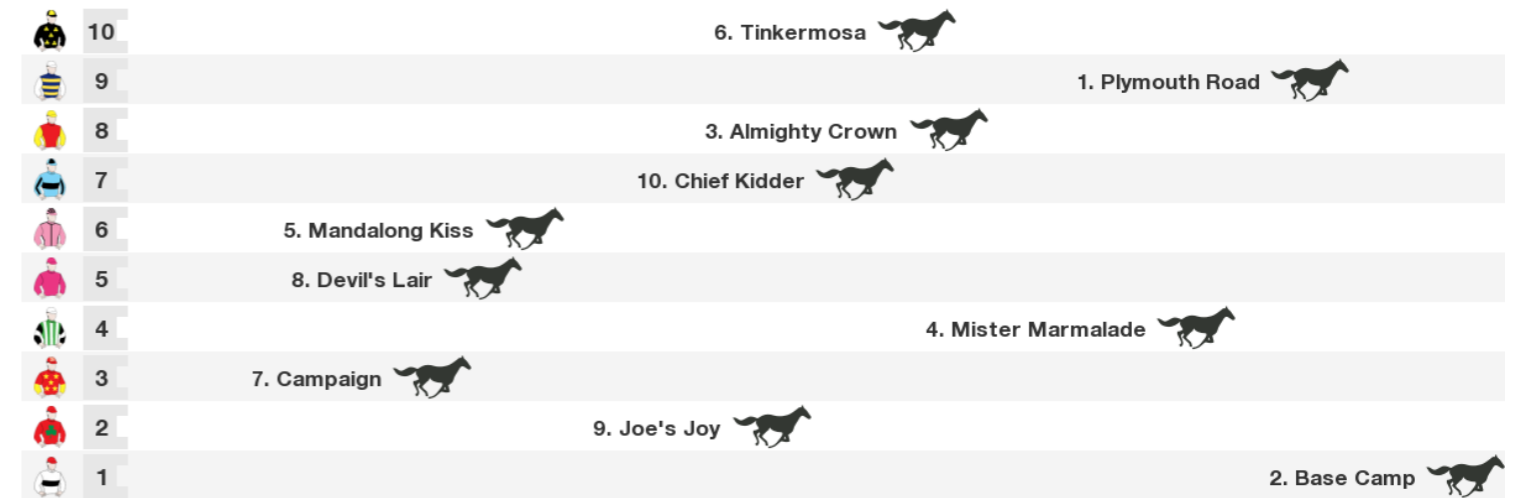 10 6. Tinkermosa
9 1. Plymouth Road
8 3. Almighty Crown
7 10. Chief Kidder
6 5. Mandalong Kiss
5 8. Devil's Lair
4 4. Mister Marmalade
3 7. Campaign
2 9. Joe's Joy
1 2. Base Camp